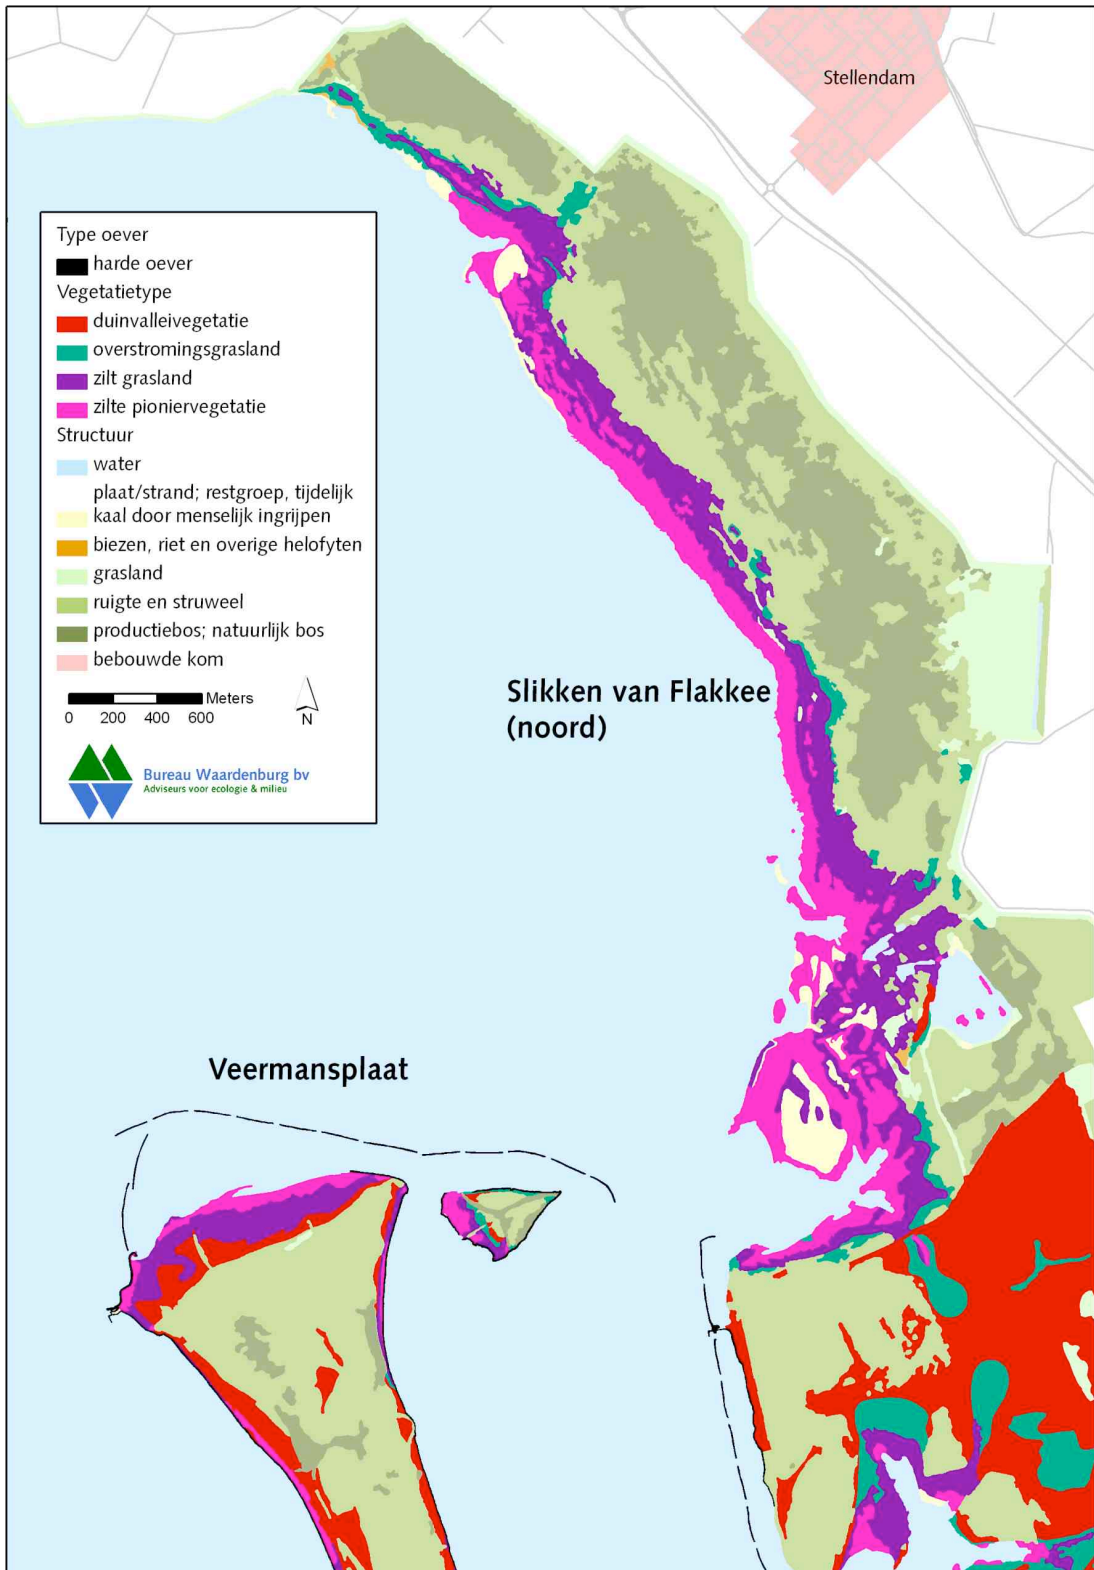 Stellendam
Type oever
harde oever
Vegetatietype
duinvalleivegetatie
overstromingsgrasland
zilt grasland
zilte pioniervegetatie
Structuur
water
plaat/strand; restgroep, tijdelijk
kaal door menselijk ingrijpen
biezen, riet en overige helofyten
grasland
ruigte en struweel
productiebos; natuurlijk bos
bebouwde kom
Meters
0 200 400 600
N
Bureau Waardenburg bv
Adviseurs voor ecologie & milieu
Slikken van Flakkee
(noord)
Veermansplaat